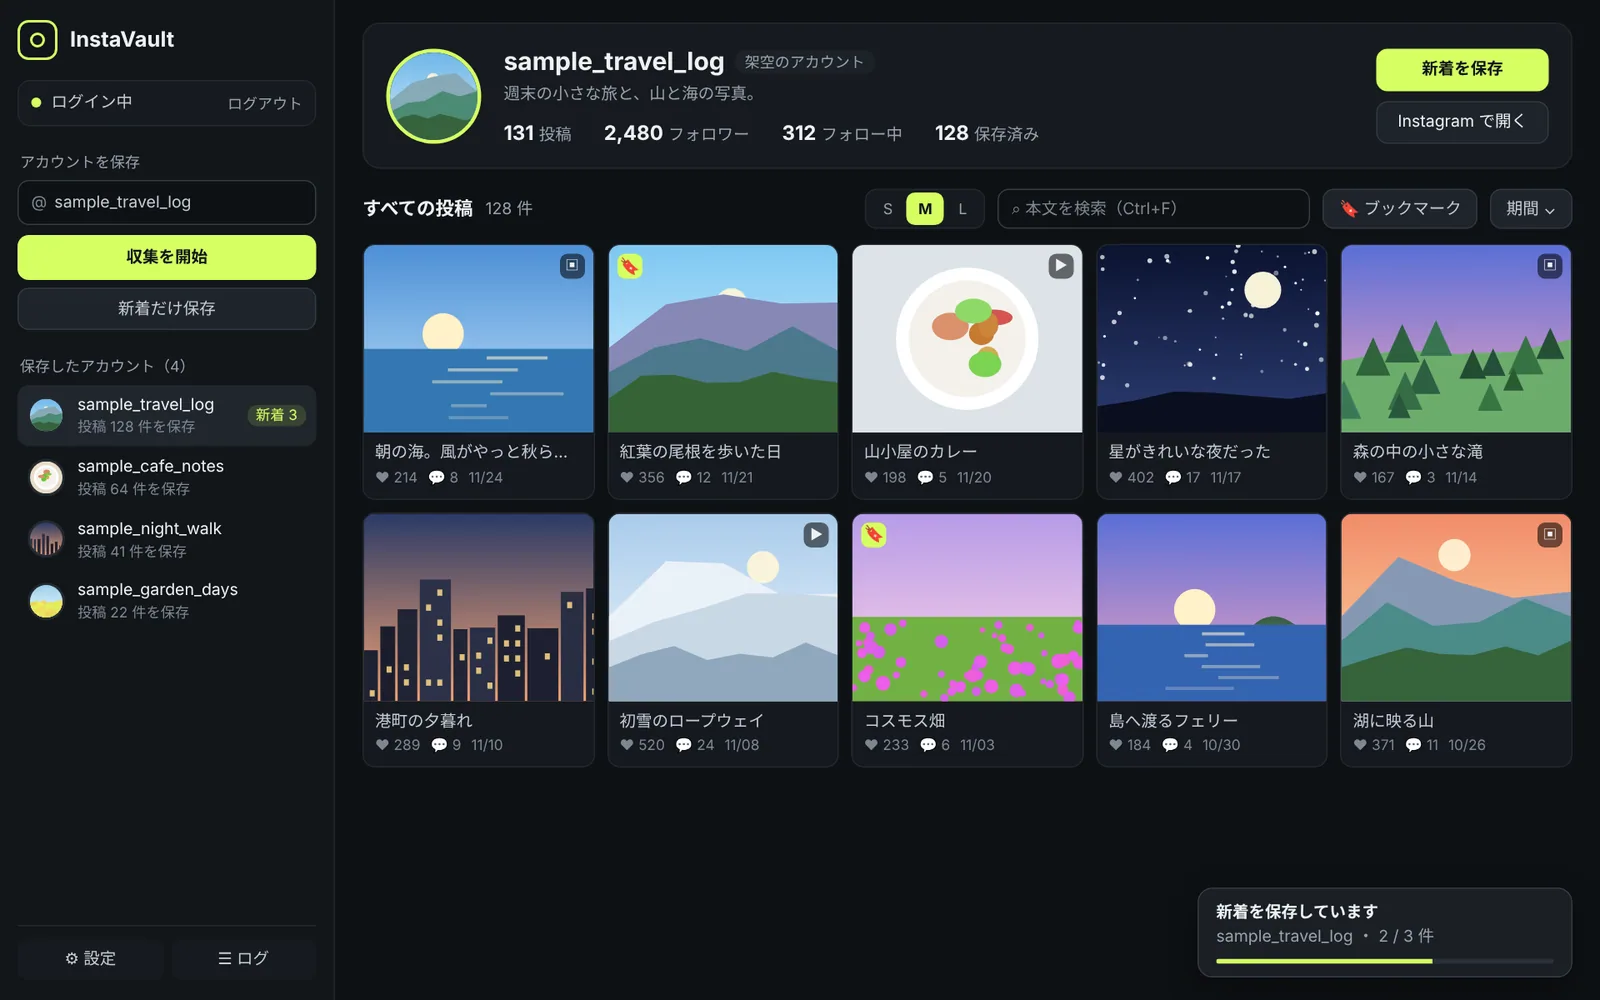 InstaVault
ログイン中 ログアウト
アカウントを保存
@ sample_travel_log
収集を開始
新着だけ保存
保存したアカウント（4）
sample_travel_log
投稿 128 件を保存
新着 3
sample_cafe_notes
投稿 64 件を保存
sample_night_walk
投稿 41 件を保存
sample_garden_days
投稿 22 件を保存
設定
ログ
sample_travel_log 架空のアカウント
週末の小さな旅と、山と海の写真。
131 投稿 2,480 フォロワー 312 フォロー中 128 保存済み
新着を保存
Instagram で開く
すべての投稿 128 件
S M L
本文を検索（Ctrl+F）
ブックマーク
期間
朝の海。風がやっと秋ら...
214 8 11/24
紅葉の尾根を歩いた日
356 12 11/21
山小屋のカレー
198 5 11/20
星がきれいな夜だった
402 17 11/17
森の中の小さな滝
167 3 11/14
港町の夕暮れ
289 9 11/10
初雪のロープウェイ
520 24 11/08
コスモス畑
233 6 11/03
島へ渡るフェリー
184 4 10/30
湖に映る山
371 11 10/26
新着を保存しています
sample_travel_log ・ 2 / 3 件